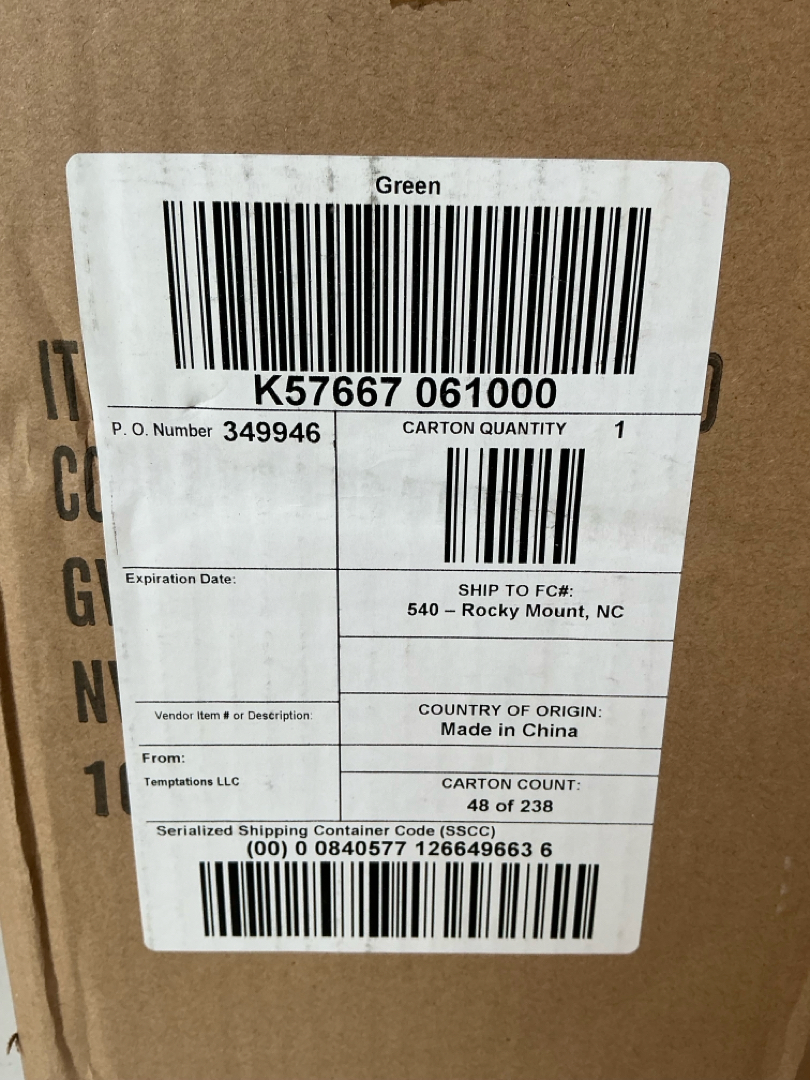 Green
K57667 061000
P. O. Number 349946
CARTON QUANTITY 1
Expiration Date:
SHIP TO FC#:
540 – Rocky Mount, NC
Vendor Item # or Description:
COUNTRY OF ORIGIN:
Made in China
From:
Temptations LLC
CARTON COUNT:
48 of 238
Serialized Shipping Container Code (SSCC)
(00) 0 0840577 126649663 6